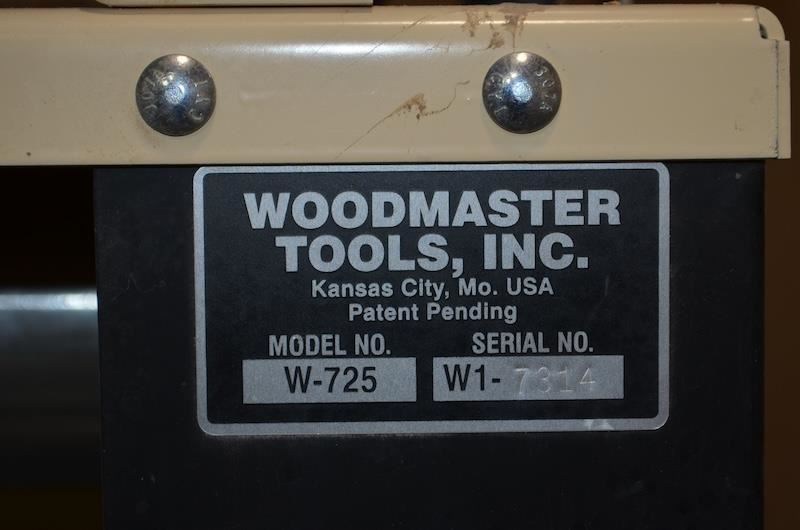 WOODMASTER
TOOLS, INC.
Kansas City, Mo. USA
Patent Pending
MODEL NO. SERIAL NO.
W-725 W1-7314